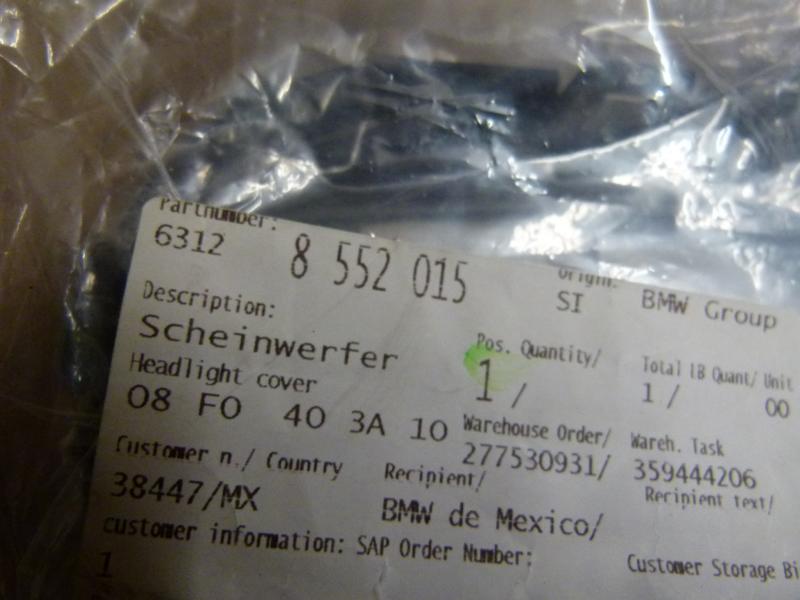 Partnumber:
6312 8 552 015
Origin:
SI
BMW Group
Description:
Scheinwerfer
Headlight cover
08 F0 40 3A 10
Pos. Quantity/
1 /
Total IB Quant/ Unit
1 / 00
Warehouse Order/
277530931/
Wareh. Task
359444206
Customer n./ Country
38447/MX
Recipient/
BMW de Mexico/
Recipient text/
customer information: SAP Order Number:
Customer Storage Bi
1